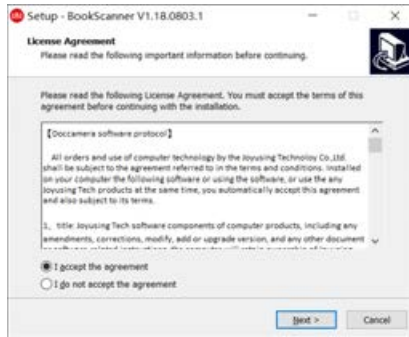 Setup - BookScanner V1.18.0803.1
License Agreement
Please read the following important information before continuing.
Please read the following License Agreement. You must accept the terms of this
agreement before continuing with the installation.
【Doccamera software protocol】
All orders and use of computer technology by the Joyusing Technoloy Co.,Ltd.
shall be subject to the agreement referred to in the terms and conditions. Installed
on your computer the following software or using the software, or use the any
Joyusing Tech products at the same time, you automatically accept this agreement
and also subject to its terms.
1、title: Joyusing Tech software components of computer products, including any
amendments, corrections, modify, add or upgrade version, and any other document
I accept the agreement
I do not accept the agreement
Next >
Cancel